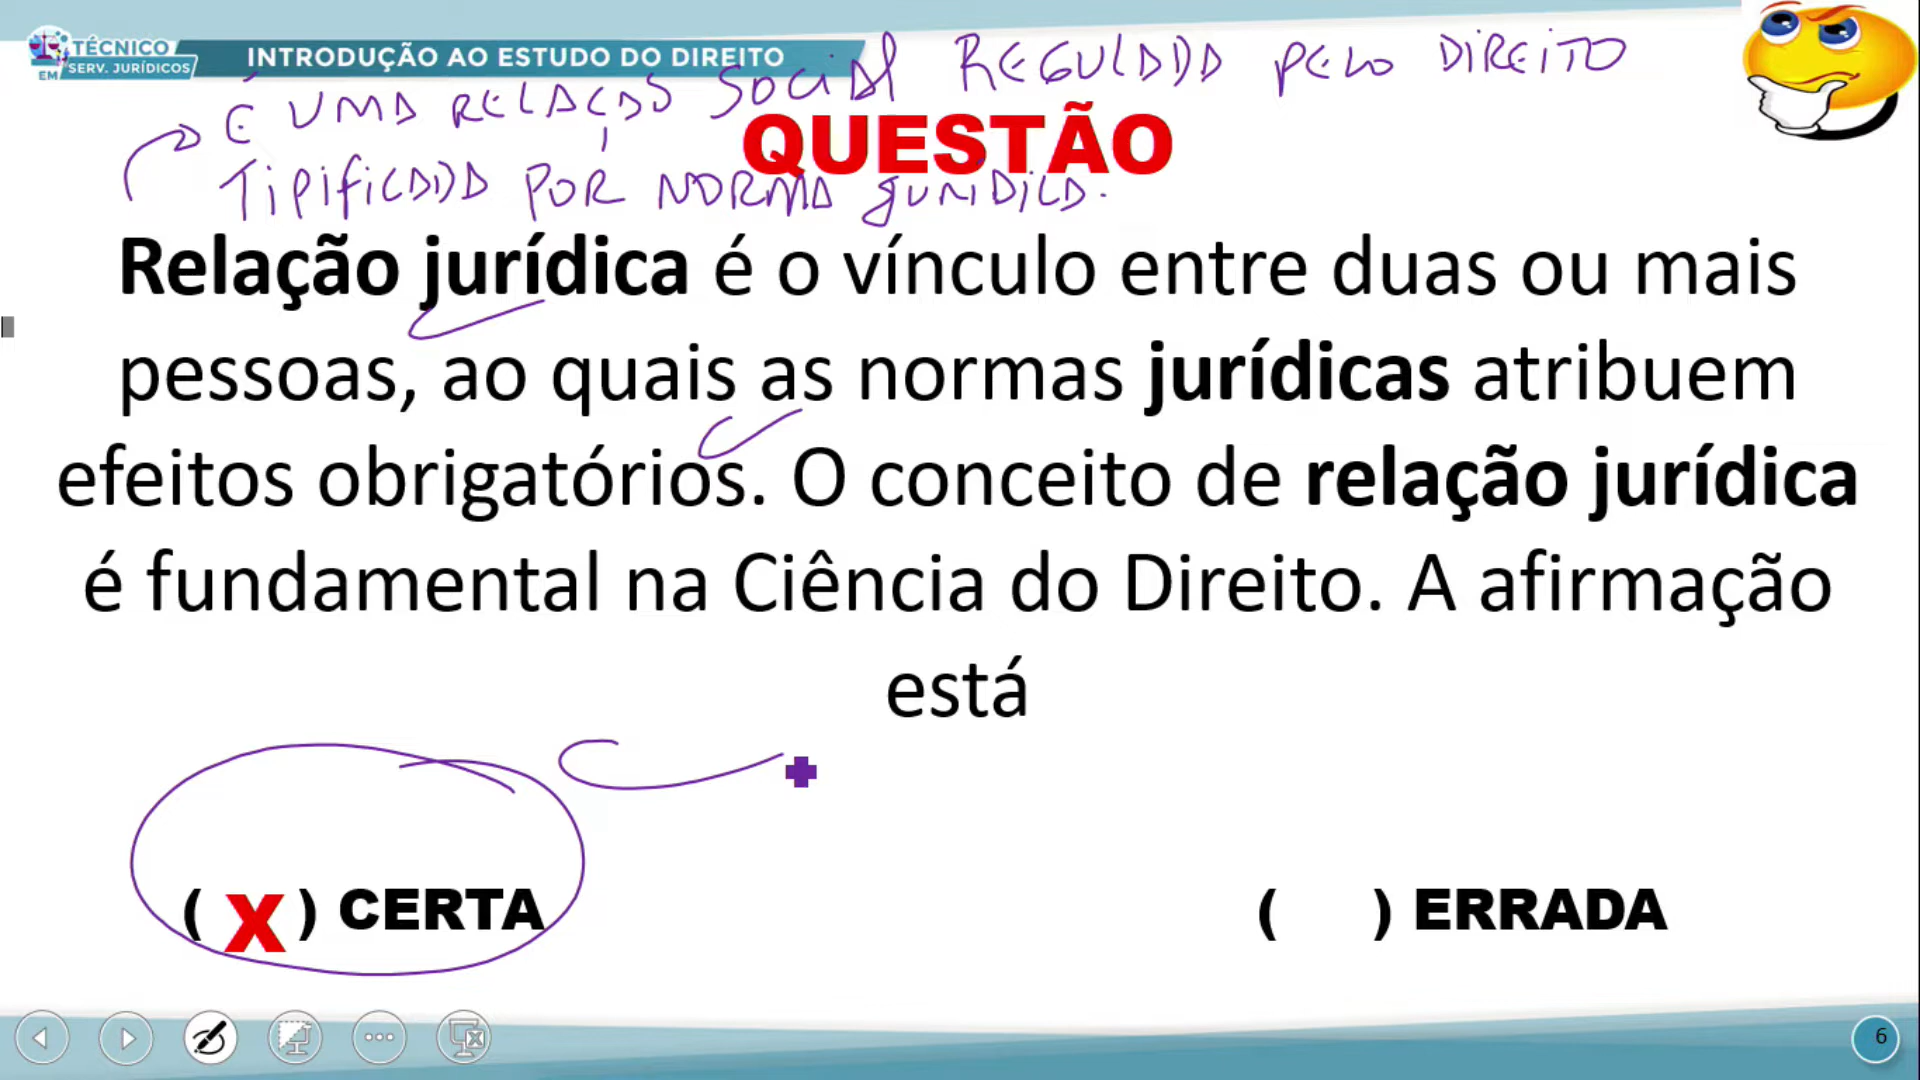 TÉCNICO
EM SERV. JURÍDICOS
INTRODUÇÃO AO ESTUDO DO DIREITO
É UMA RELAÇÃO SOCIAL REGULADA PELO DIREITO
QUESTÃO
TIPIFICADA POR NORMA JURÍDICA.
Relação jurídica é o vínculo entre duas ou mais
pessoas, ao quais as normas jurídicas atribuem
efeitos obrigatórios. O conceito de relação jurídica
é fundamental na Ciência do Direito. A afirmação
está
( X ) CERTA ( ) ERRADA
6